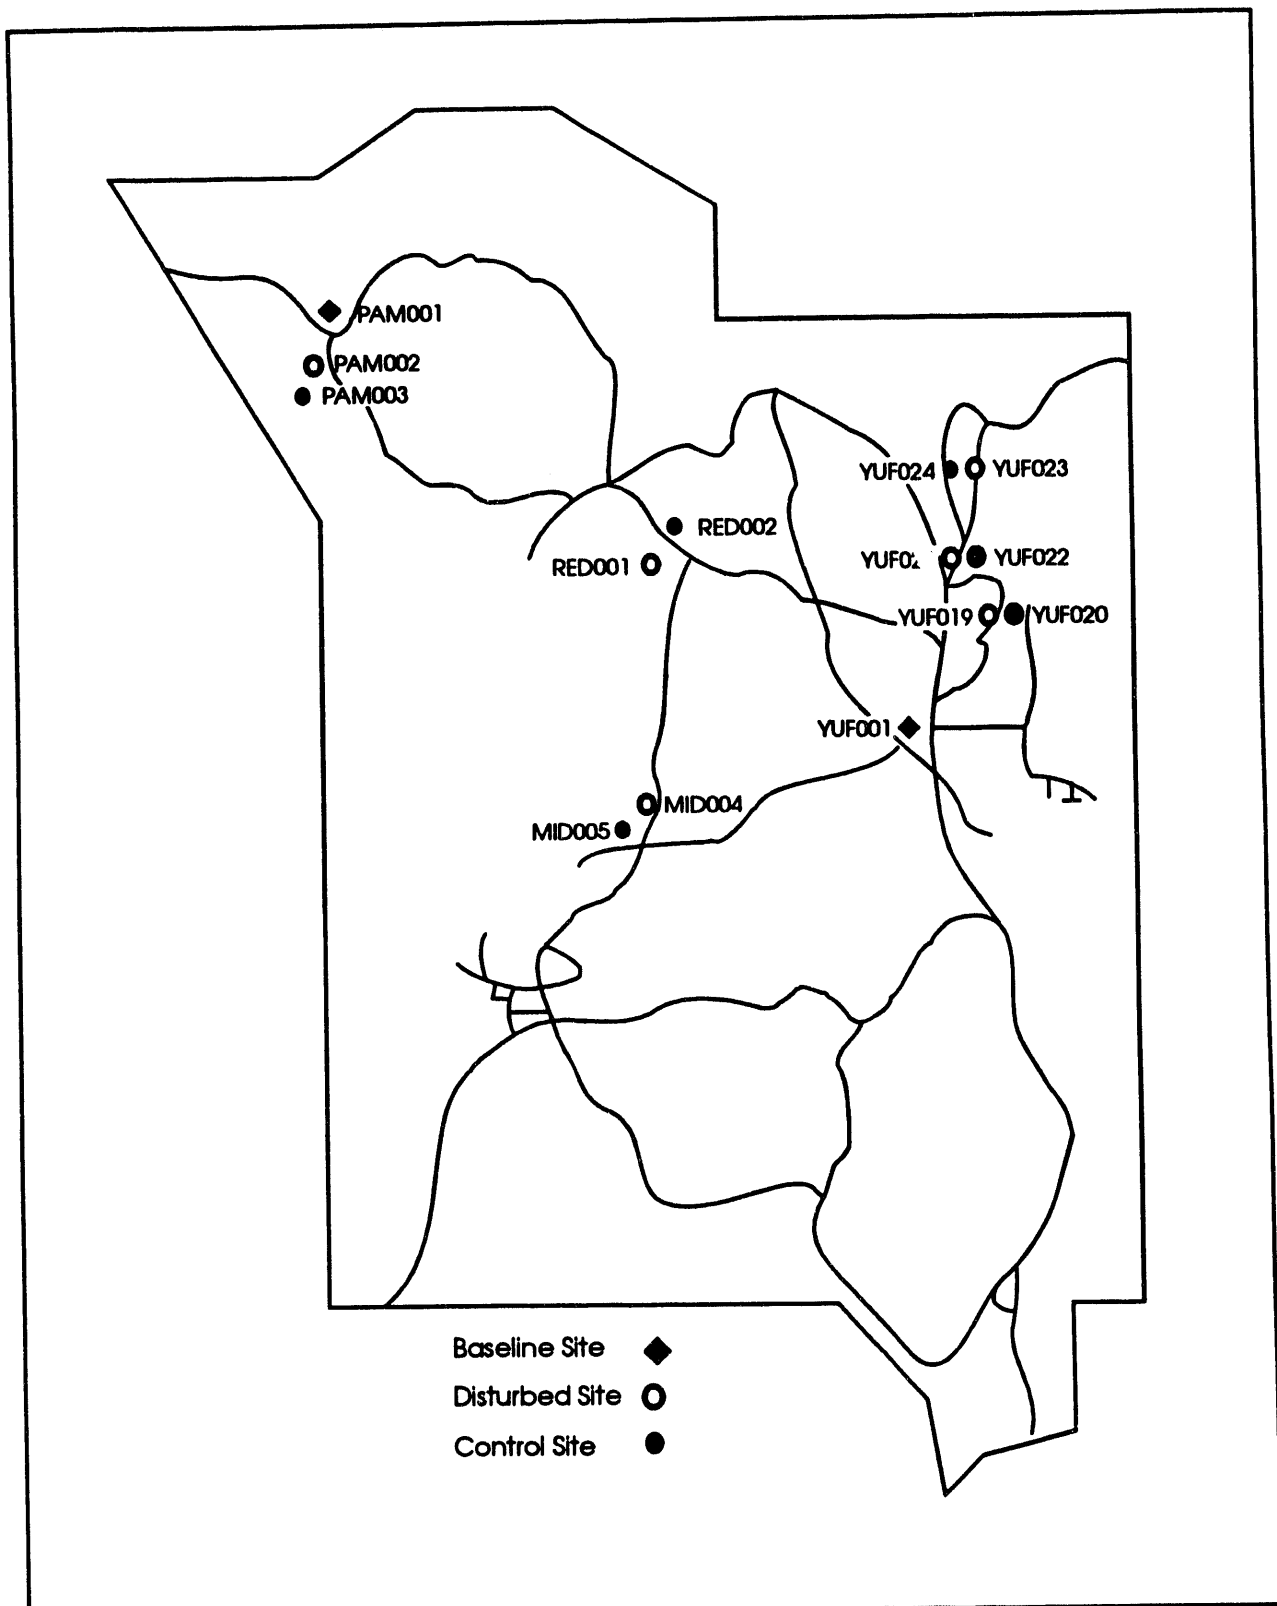 PAM001
PAM002
PAM003
YUF024
YUF023
RED002
RED001
YUF022
YUF019
YUF020
YUF001
MID004
MID005
Baseline Site
Disturbed Site
Control Site